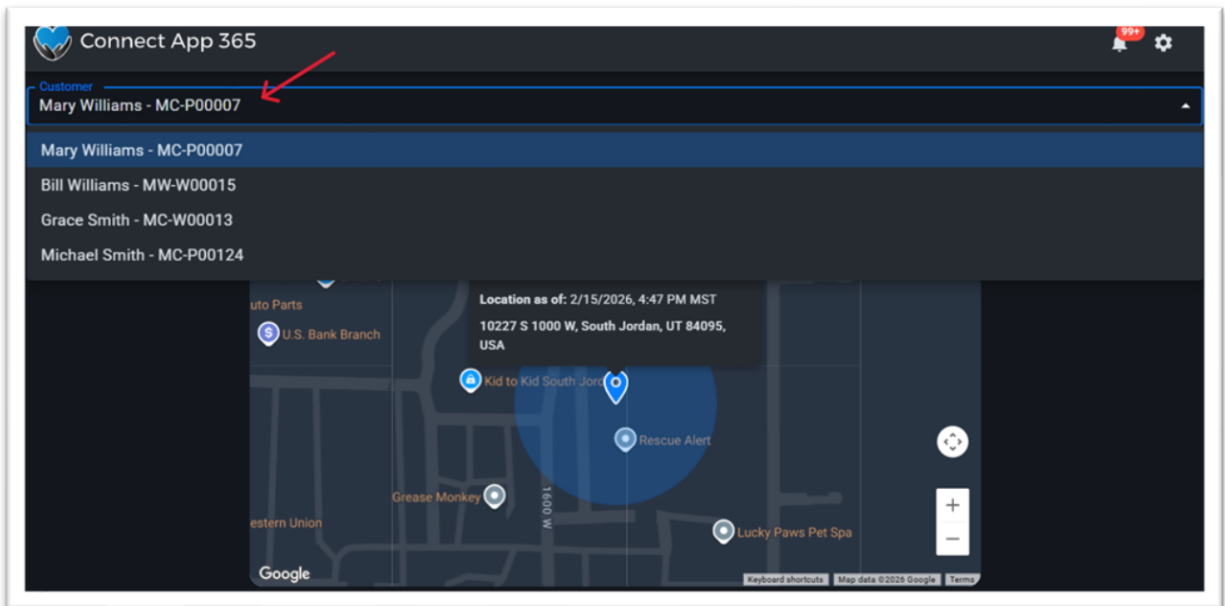 Connect App 365
99+
Customer
Mary Williams - MC-P00007
Mary Williams - MC-P00007
Bill Williams - MW-W00015
Grace Smith - MC-W00013
Michael Smith - MC-P00124
Location as of: 2/15/2026, 4:47 PM MST
10227 S 1000 W, South Jordan, UT 84095,
USA
uto Parts
U.S. Bank Branch
Kid to Kid South Jord
Rescue Alert
Grease Monkey
1600 W
estern Union
Lucky Paws Pet Spa
Google
Keyboard shortcuts
Map data ©2026 Google
Terms